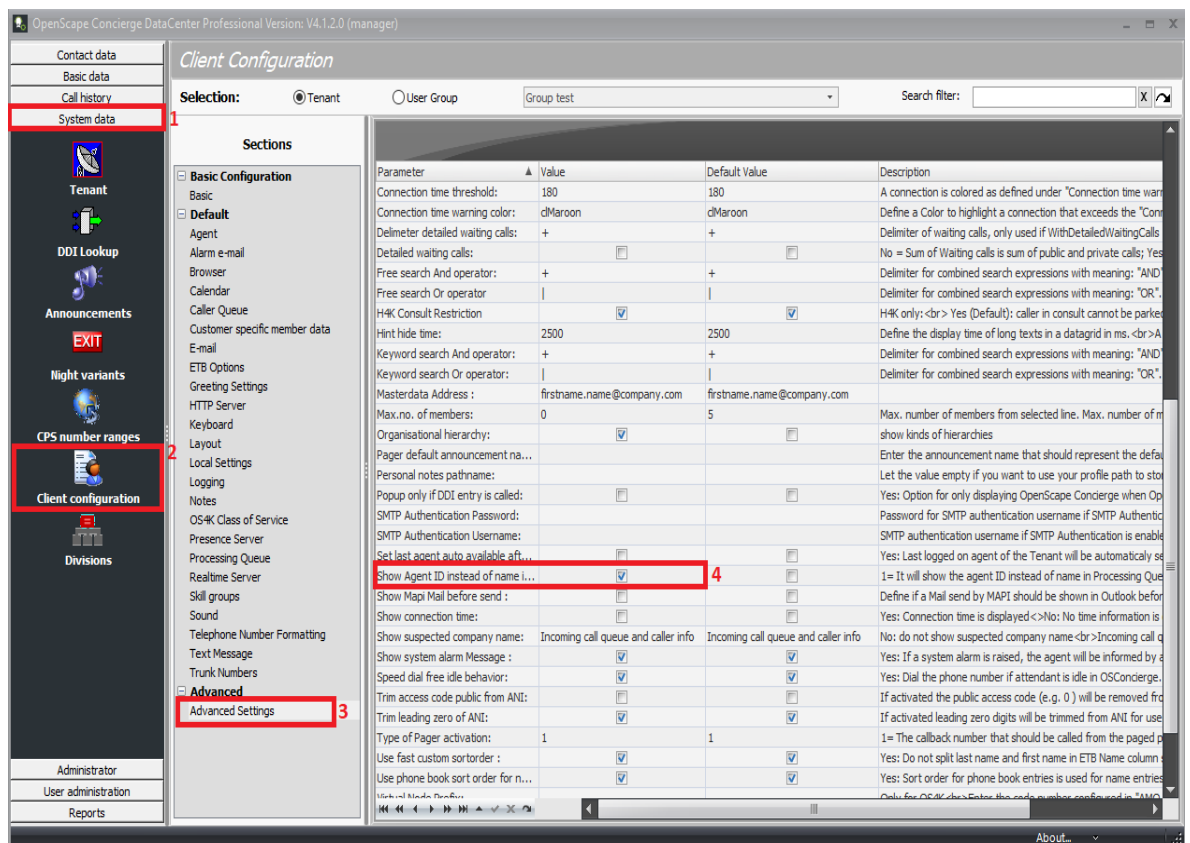 OpenScape Concierge DataCenter Professional Version: V4.1.2.0 (manager)
Contact data
Basic data
Call history
System data
1
Tenant
DDI Lookup
Announcements
EXIT
Night variants
CPS number ranges
2
Client configuration
Divisions
Administrator
User administration
Reports
Client Configuration
Selection: Tenant User Group Group test Search filter: X
Sections
Basic Configuration
Basic
Default
Agent
Alarm e-mail
Browser
Calendar
Caller Queue
Customer specific member data
E-mail
ETB Options
Greeting Settings
HTTP Server
Keyboard
Layout
Local Settings
Logging
Notes
OS4K Class of Service
Presence Server
Processing Queue
Realtime Server
Skill groups
Sound
Telephone Number Formatting
Text Message
Trunk Numbers
Advanced
Advanced Settings 3
Parameter Value Default Value Description
Connection time threshold: 180 180 A connection is colored as defined under "Connection time warn
Connection time warning color: clMaroon clMaroon Define a Color to highlight a connection that exceeds the "Conn
Delimeter detailed waiting calls: + + Delimiter of waiting calls, only used if WithDetailedWaitingCalls
Detailed waiting calls: No = Sum of Waiting calls is sum of public and private calls; Yes
Free search And operator: + + Delimiter for combined search expressions with meaning: "AND"
Free search Or operator | | Delimiter for combined search expressions with meaning: "OR".
H4K Consult Restriction H4K only:<br> Yes (Default): caller in consult cannot be parked
Hint hide time: 2500 2500 Define the display time of long texts in a datagrid in ms.<br>A
Keyword search And operator: + + Delimiter for combined search expressions with meaning: "AND"
Keyword search Or operator: | | Delimiter for combined search expressions with meaning: "OR".
Masterdata Address : firstname.name@company.com firstname.name@company.com
Max.no. of members: 0 5 Max. number of members from selected line. Max. number of m
Organisational hierarchy: show kinds of hierarchies
Pager default announcement na... Enter the announcement name that should represent the defau
Personal notes pathname: Let the value empty if you want to use your profile path to sto
Popup only if DDI entry is called: Yes: Option for only displaying OpenScape Concierge when Op
SMTP Authentication Password: Password for SMTP authentication username if SMTP Authentic
SMTP Authentication Username: SMTP authentication username if SMTP Authentication is enable
Set last agent auto available aft... Yes: Last logged on agent of the Tenant will be automaticaly se
Show Agent ID instead of name i... 4 1= It will show the agent ID instead of name in Processing Que
Show Mapi Mail before send : Define if a Mail send by MAPI should be shown in Outlook befor
Show connection time: Yes: Connection time is displayed<>No: No time information is
Show suspected company name: Incoming call queue and caller info Incoming call queue and caller info No: do not show suspected company name<br>Incoming call q
Show system alarm Message : Yes: If a system alarm is raised, the agent will be informed by a
Speed dial free idle behavior: Yes: Dial the phone number if attendant is idle in OSConcierge.
Trim access code public from ANI: If activated the public access code (e.g. 0 ) will be removed fro
Trim leading zero of ANI: If activated leading zero digits will be trimmed from ANI for use
Type of Pager activation: 1 1 1= The callback number that should be called from the paged p
Use fast custom sortorder : Yes: Do not split last name and first name in ETB Name column
Use phone book sort order for n... Yes: Sort order for phone book entries is used for name entries
Virtual Node Prefix: Only for OS4K<br>Enter the code number configured in "AMO
About...